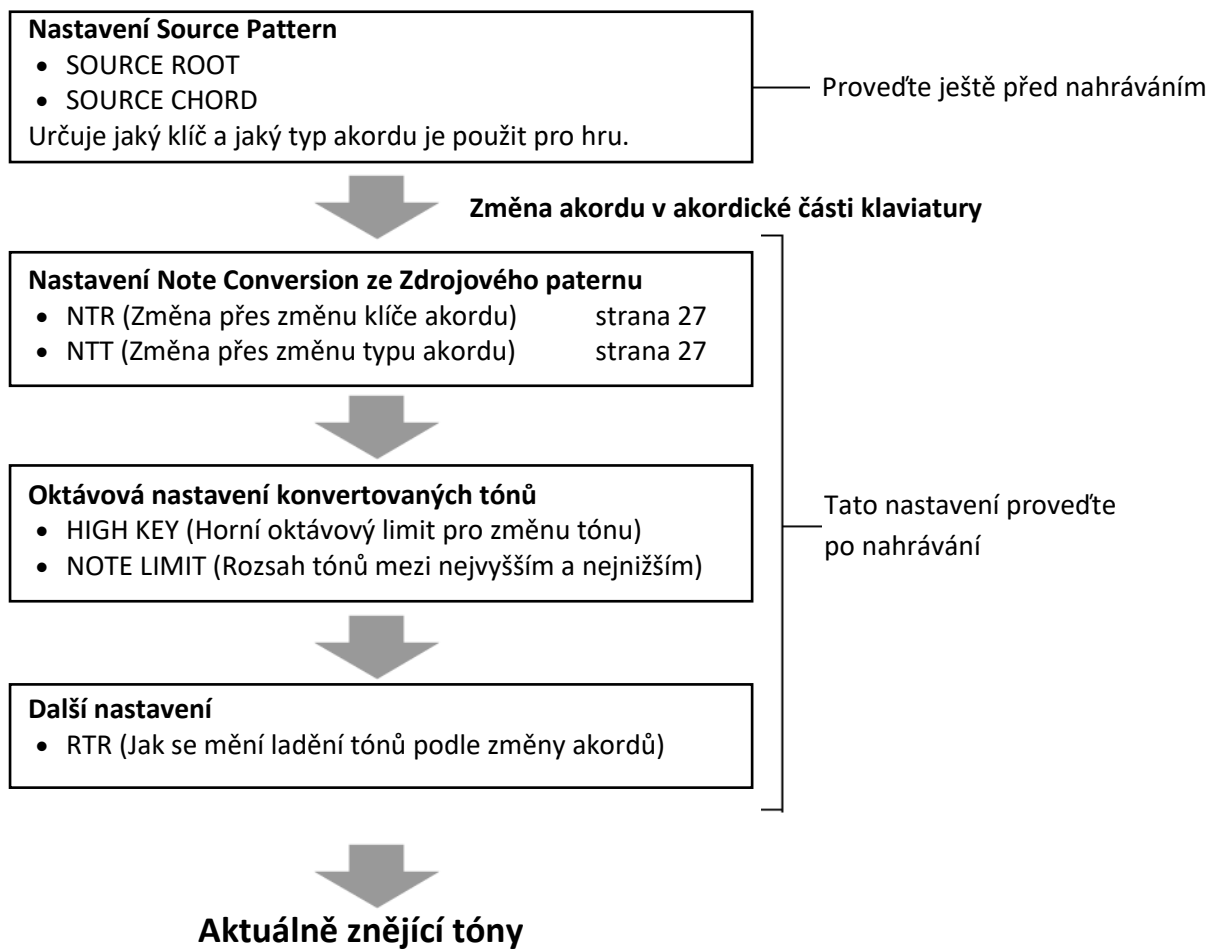 Nastavení Source Pattern
• SOURCE ROOT
• SOURCE CHORD
Určuje jaký klíč a jaký typ akordu je použit pro hru.
Proveďte ještě před nahráváním
Změna akordu v akordické části klaviatury
Nastavení Note Conversion ze Zdrojového paternu
• NTR (Změna přes změnu klíče akordu) strana 27
• NTT (Změna přes změnu typu akordu) strana 27
Oktávová nastavení konvertovaných tónů
• HIGH KEY (Horní oktávový limit pro změnu tónu)
• NOTE LIMIT (Rozsah tónů mezi nejvyšším a nejnižším)
Tato nastavení proveďte
po nahrávání
Další nastavení
• RTR (Jak se mění ladění tónů podle změny akordů)
Aktuálně znějící tóny